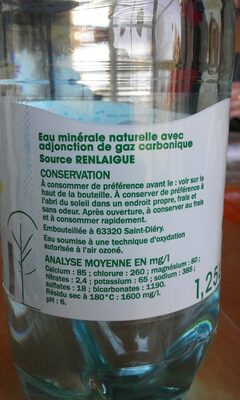 Eau minérale naturelle avec
adjonction de gaz carbonique
Source RENLAIGUE
CONSERVATION
À consommer de préférence avant le : voir sur le
haut de la bouteille. À conserver de préférence à
l'abri du soleil dans un endroit propre, frais et
sans odeur. Après ouverture, à conserver au frais
et à consommer rapidement.
Embouteillée à 63320 Saint-Diéry.
Eau soumise à une technique d'oxydation
autorisée à l'air ozoné.
ANALYSE MOYENNE EN mg/l
Calcium : 85 ; chlorure : 260 ; magnésium : 80 ;
nitrates : 2,4 ; potassium : 65 ; sodium : 385 ;
sulfates : 18 ; bicarbonates : 1190.
Résidu sec à 180°C : 1600 mg/l.
pH : 6.
1,25